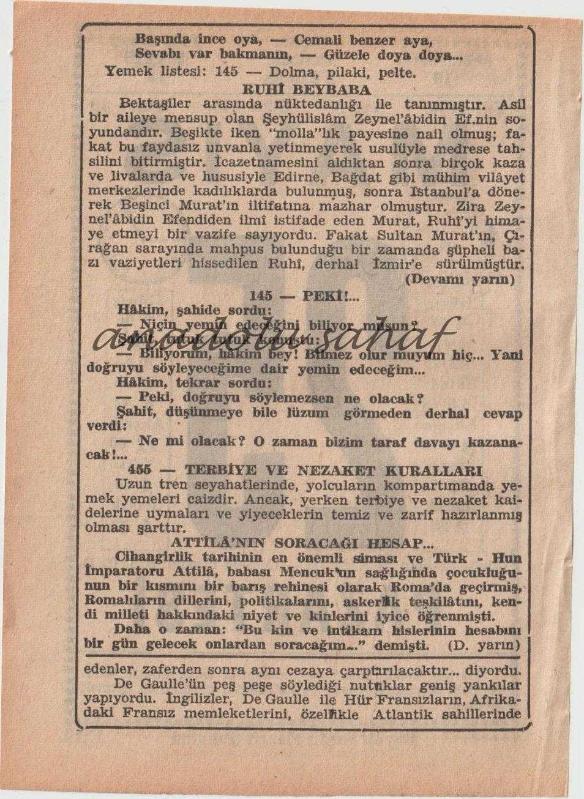 Başında ince oya, — Cemali benzer aya,
Sevabı var bakmanın, — Güzele doya doya...
Yemek listesi: 145 — Dolma, pilaki, pelte.
RUHİ BEYBABA
Bektaşiler arasında nüktedanlığı ile tanınmıştır. Asil
bir aileye mensup olan Şeyhülislâm Zeynel'âbidin Ef.nin so-
yundandır. Beşikte iken "molla"lık payesine nail olmuş; fa-
kat bu faydasız unvanla yetinmeyerek usulüyle medrese tah-
silini bitirmiştir. İcazetnamesini aldıktan sonra birçok kaza
ve livalarda ve hususiyle Edirne, Bağdat gibi mühim vilâyet
merkezlerinde kadılıklarda bulunmuş, sonra İstanbul'a döne-
rek Beşinci Murat'ın iltifatına mazhar olmuştur. Zira Zey-
nel'âbidin Efendiden ilmî istifade eden Murat, Ruhî'yi hima-
ye etmeyi bir vazife sayıyordu. Fakat Sultan Murat'ın, Çı-
rağan sarayında mahpus bulunduğu bir zamanda şüpheli ba-
zı vaziyetleri hissedilen Ruhî, derhal İzmir'e sürülmüştür.
(Devamı yarın)
145 — PEKİ!...
Hâkim, şahide sordu:
— Niçin yemin edeceğini biliyor musun?
anadolu sahaf
Şahit
— Biliyorum, hâkim bey! Bilmez olur muyum hiç... Yani
doğruyu söyleyeceğime dair yemin edeceğim...
Hâkim, tekrar sordu:
— Peki, doğruyu söylemezsen ne olacak?
Şahit, düşünmeye bile lüzum görmeden derhal cevap
verdi:
— Ne mi olacak? O zaman bizim taraf davayı kazana-
cak!...
455 — TERBİYE VE NEZAKET KURALLARI
Uzun tren seyahatlerinde, yolcuların kompartımanda ye-
mek yemeleri caizdir. Ancak, yerken terbiye ve nezaket kai-
delerine uymaları ve yiyeceklerin temiz ve zarif hazırlanmış
olması şarttır.
ATTİLÂ'NIN SORACAĞI HESAP...
Cihangirlik tarihinin en önemli siması ve Türk - Hun
İmparatoru Attilâ, babası Mencuk'un sağlığında çocukluğu-
nun bir kısmını bir barış rehinesi olarak Roma'da geçirmiş,
Romalıların dillerini, politikalarını, askerlik teşkilâtını, ken-
di milleti hakkındaki niyet ve kinlerini iyice öğrenmişti.
Daha o zaman: "Bu kin ve intikam hislerinin hesabını
bir gün gelecek onlardan soracağım..." demişti. (D. yarın)
edenler, zaferden sonra aynı cezaya çarptırılacaktır... diyordu.
De Gaulle'ün peş peşe söylediği nutuklar geniş yankılar
yapıyordu. İngilizler, De Gaulle ile Hür Fransızların, Afrika-
daki Fransız memleketlerini, özellikle Atlantik sahillerinde